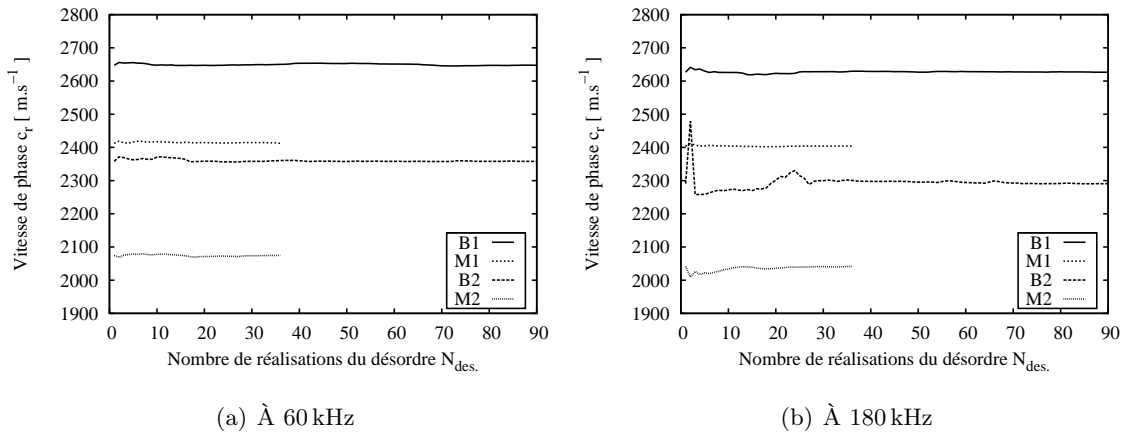 2800
2700
2600
2500
2400
2300
2200
2100
2000
1900
0 10 20 30 40 50 60 70 80 90
Vitesse de phase c_r [ m.s⁻¹ ]
Nombre de réalisations du désordre N_des.
B1
M1
B2
M2
(a) À 60 kHz
2800
2700
2600
2500
2400
2300
2200
2100
2000
1900
0 10 20 30 40 50 60 70 80 90
Vitesse de phase c_r [ m.s⁻¹ ]
Nombre de réalisations du désordre N_des.
B1
M1
B2
M2
(b) À 180 kHz